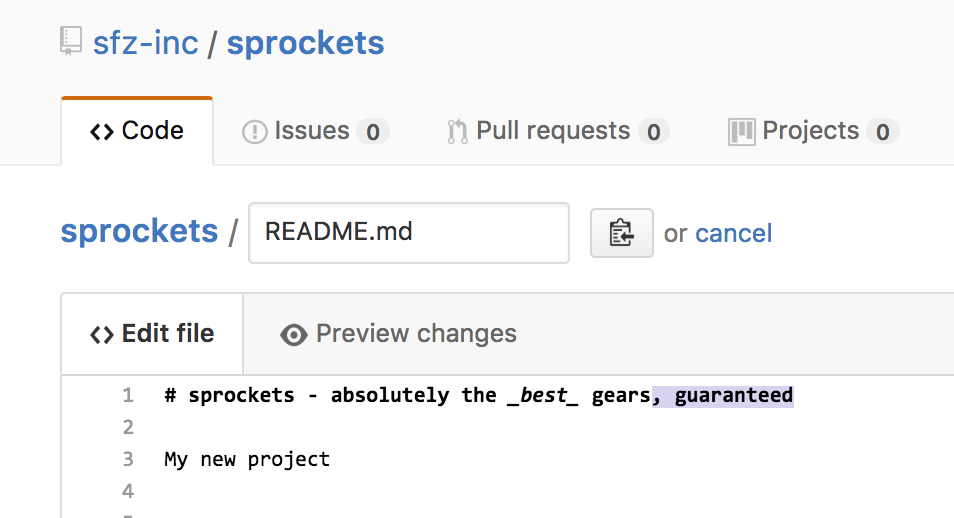 sfz-inc / sprockets
Code Issues 0 Pull requests 0 Projects 0
sprockets / README.md or cancel
Edit file Preview changes
1 # sprockets - absolutely the _best_ gears, guaranteed
2
3 My new project
4